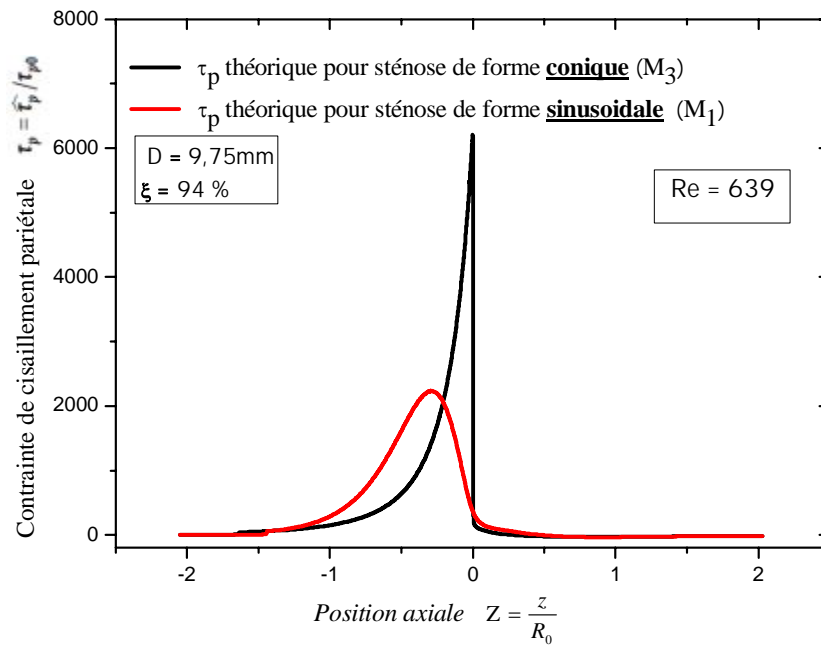 8000
6000
4000
2000
0
-2
-1
0
1
2
Contrainte de cisaillement pariétale τp = τ̂p/τp0
τp théorique pour sténose de forme conique (M3)
τp théorique pour sténose de forme sinusoidale (M1)
D = 9,75mm
ξ = 94 %
Re = 639
Position axiale Z = z/R0